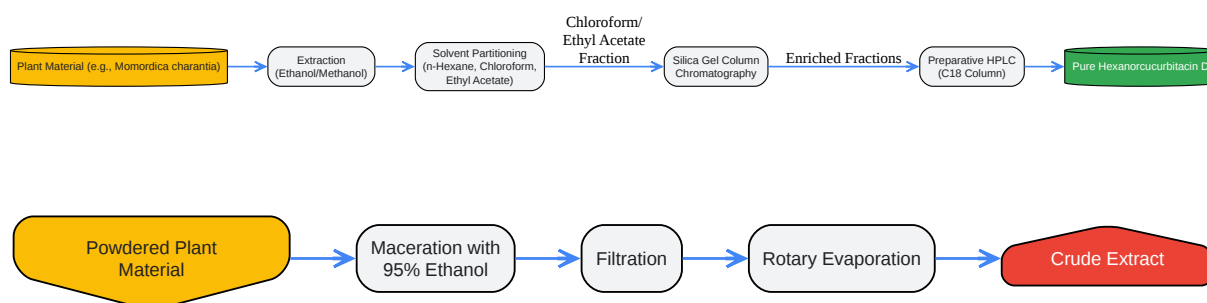 Plant Material (e.g., Momordica charantia)
Extraction
(Ethanol/Methanol)
Solvent Partitioning
(n-Hexane, Chloroform,
Ethyl Acetate)
Chloroform/
Ethyl Acetate
Fraction
Silica Gel Column
Chromatography
Enriched Fractions
Preparative HPLC
(C18 Column)
Pure Hexanorcucurbitacin D
Powdered Plant
Material
Maceration with
95% Ethanol
Filtration
Rotary Evaporation
Crude Extract